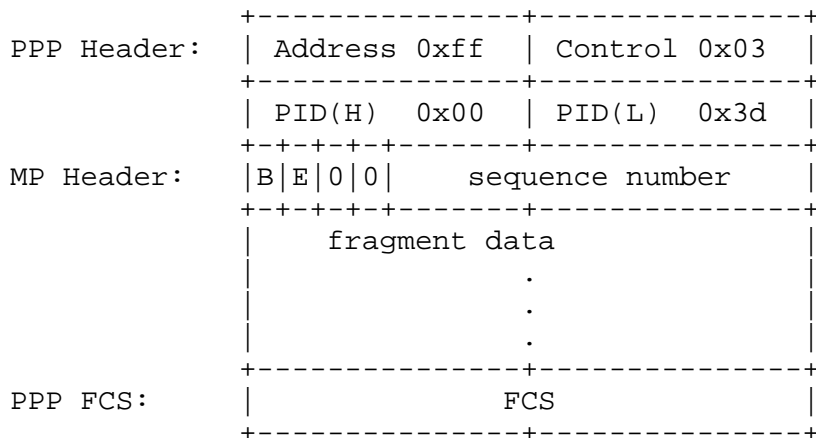 +---------------+---------------+
PPP Header:     | Address 0xff  | Control 0x03  |
                +---------------+---------------+
                | PID(H)  0x00  | PID(L)  0x3d  |
                +-+-+-+-+-------+---------------+
MP Header:      |B|E|0|0|   sequence number     |
                +-+-+-+-+-------+---------------+
                |    fragment data              |
                |               .               |
                |               .               |
                |               .               |
                +---------------+---------------+
PPP FCS:        |              FCS              |
                +---------------+---------------+